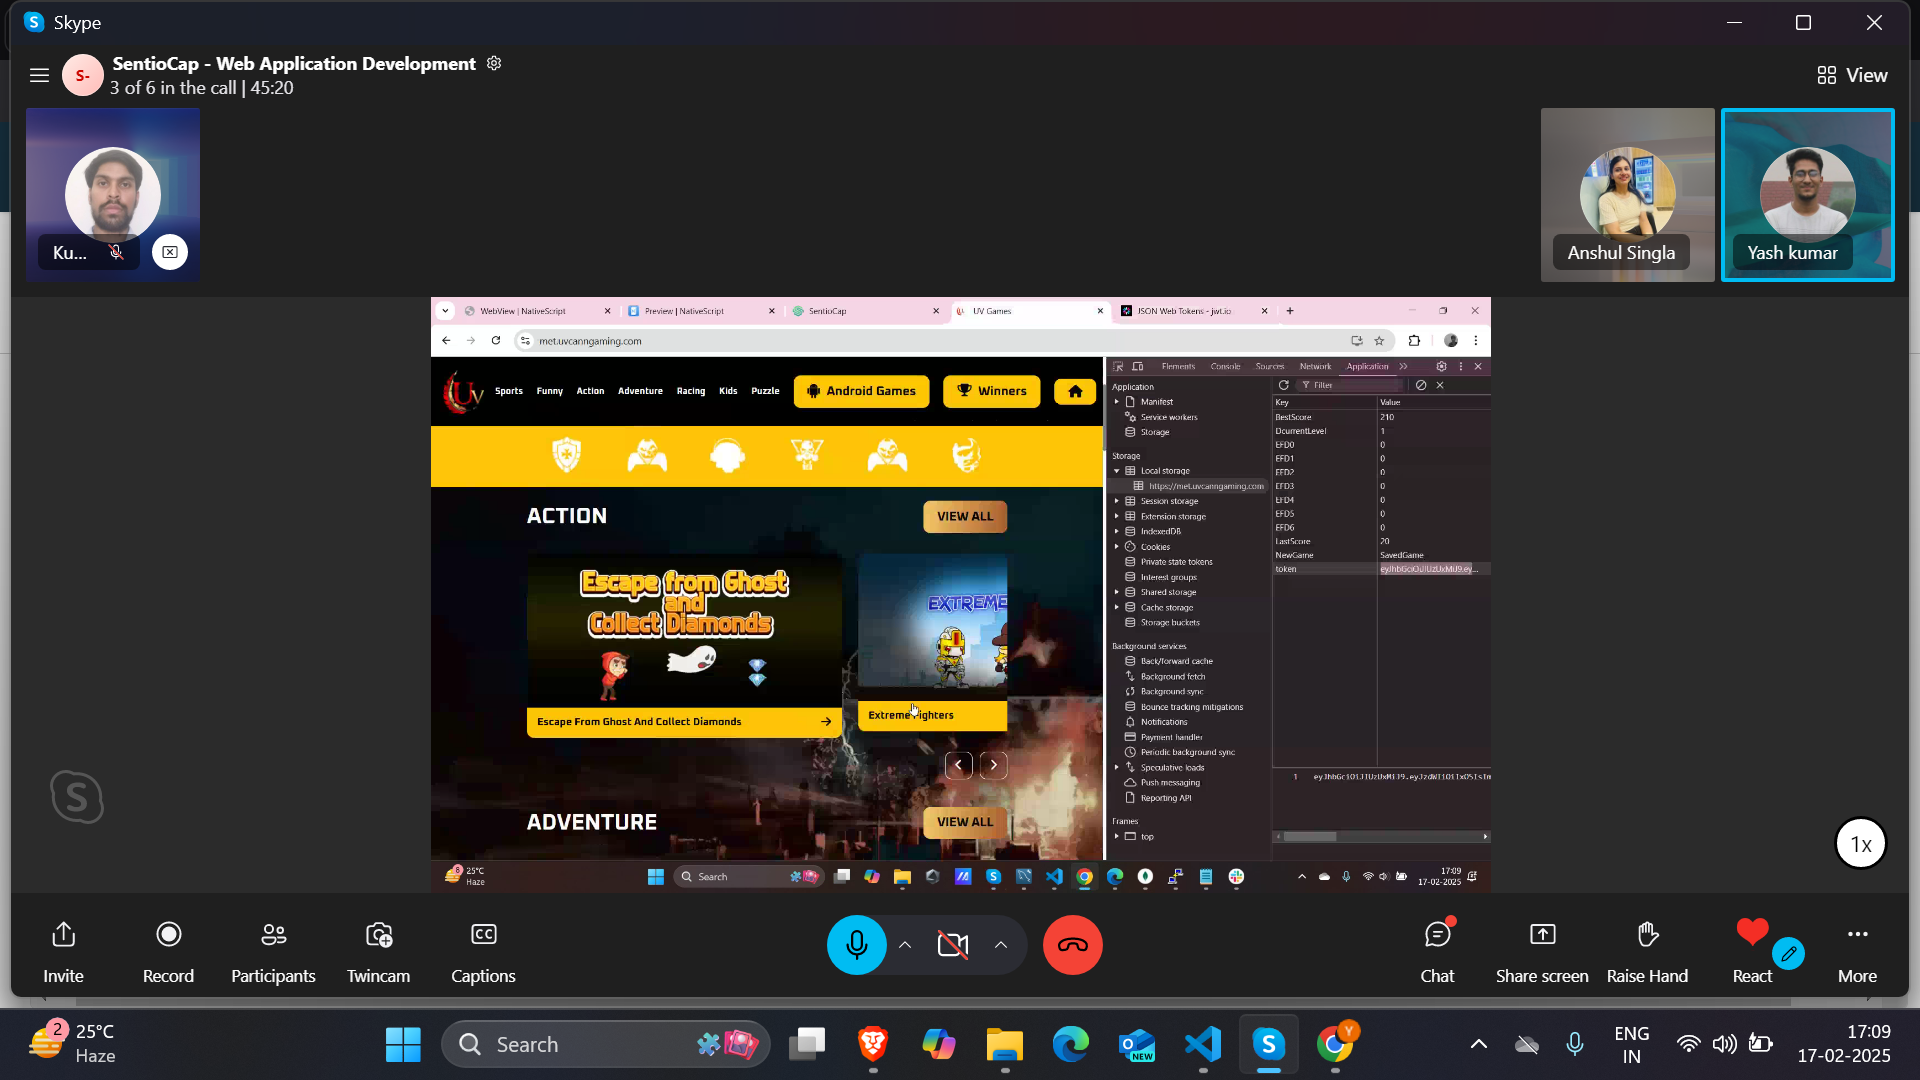 Skype
S-
SentioCap - Web Application Development
3 of 6 in the call | 45:20
View
Ku...
Anshul Singla
Yash kumar
WebView | NativeScript
Preview | NativeScript
SentioCap
UV Games
JSON Web Tokens - jwt.io
met.uvcanngaming.com
Uv
Sports
Funny
Action
Adventure
Racing
Kids
Puzzle
Android Games
Winners
ACTION
VIEW ALL
Escape from Ghost
and
Collect Diamonds
EXTREME
Escape From Ghost And Collect Diamonds
Extreme Fighters
ADVENTURE
VIEW ALL
Elements
Console
Sources
Network
Application
Application
Manifest
Service workers
Storage
Storage
Local storage
https://met.uvcanngaming.com
Session storage
Extension storage
IndexedDB
Cookies
Private state tokens
Interest groups
Shared storage
Cache storage
Storage buckets
Background services
Back/forward cache
Background fetch
Background sync
Bounce tracking mitigations
Notifications
Payment handler
Periodic background sync
Speculative loads
Push messaging
Reporting API
Frames
top
Filter
Key Value
BestScore 210
DcurrentLevel 1
EFD0 0
EFD1 0
EFD2 0
EFD3 0
EFD4 0
EFD5 0
EFD6 0
LastScore 20
NewGame SavedGame
token
1
25°C
Haze
Search
17:09
17-02-2025
1x
Invite
Record
Participants
Twincam
CC
Captions
Chat
Share screen
Raise Hand
React
More
2
25°C
Haze
Search
NEW
Y
ENG
IN
17:09
17-02-2025